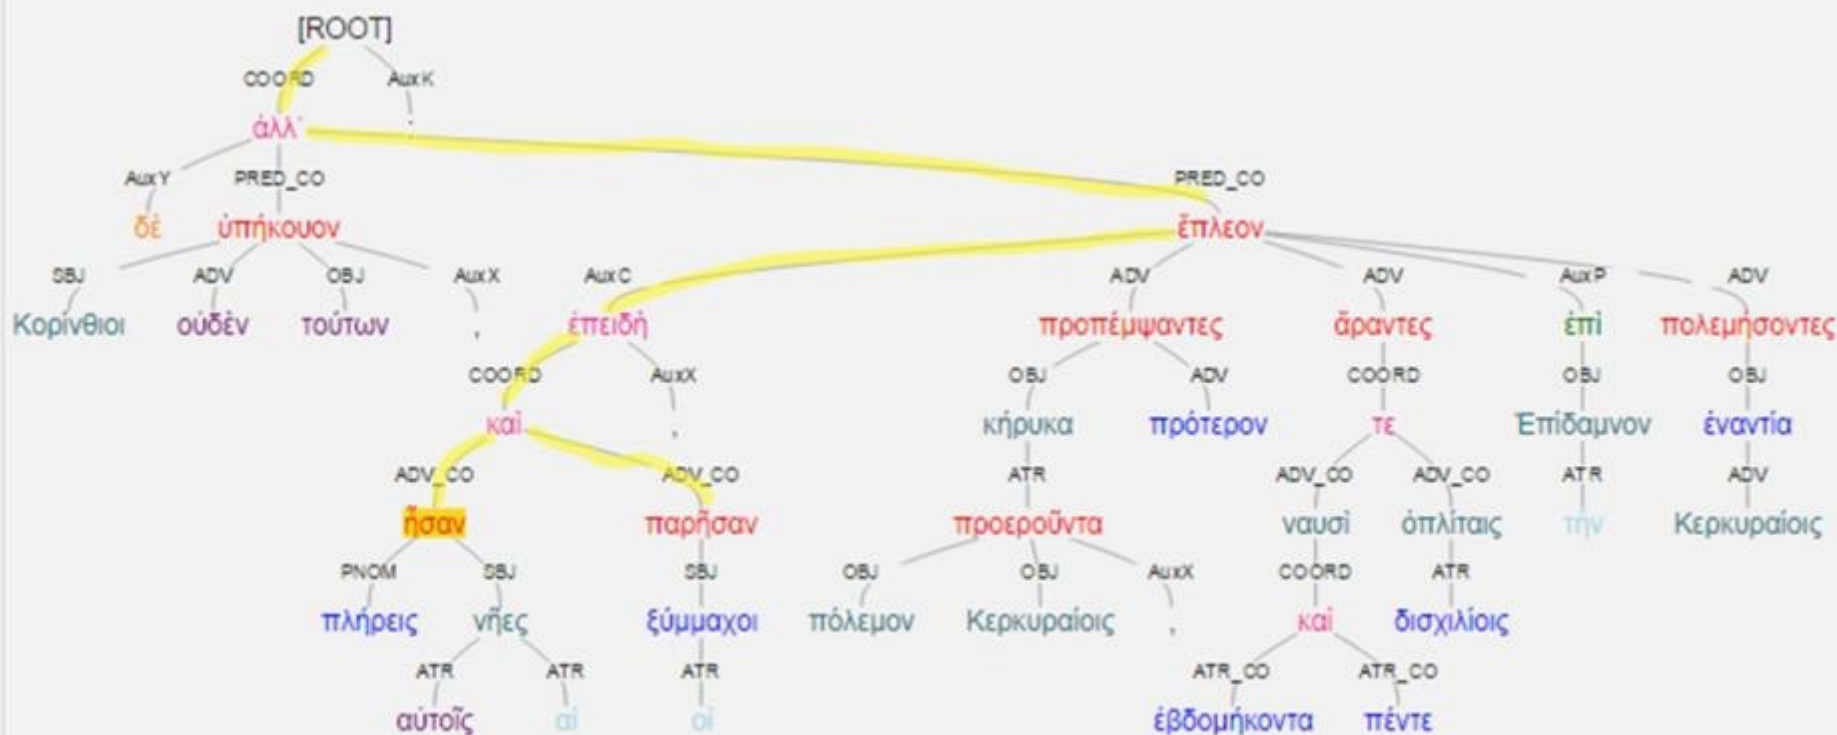 [ROOT]
COORD AuxK
ἀλλ' .
AuxY PRED_CO PRED_CO
δὲ ὑπήκουον ἔπλεον
SBJ ADV OBJ AuxX AuxC ADV ADV AuxP ADV
Κορίνθιοι οὐδὲν τούτων , ἐπειδὴ προπέμψαντες ἄραντες ἐπὶ πολεμήσοντες
COORD AuxX OBJ ADV COORD OBJ OBJ
καὶ , κήρυκα πρότερον τε Ἐπίδαμνον ἐναντία
ADV_CO ADV_CO ATR ADV_CO ADV_CO ATR ADV
ἦσαν παρῆσαν προεροῦντα ναυσὶ ὁπλίταις τὴν Κερκυραίοις
PNOM SBJ SBJ OBJ OBJ AuxX COORD ATR
πλήρεις νῆες ξύμμαχοι πόλεμον Κερκυραίοις , καὶ δισχιλίοις
ATR ATR ATR ATR_CO ATR_CO
αὐτοῖς αἱ οἱ ἑβδομήκοντα πέντε